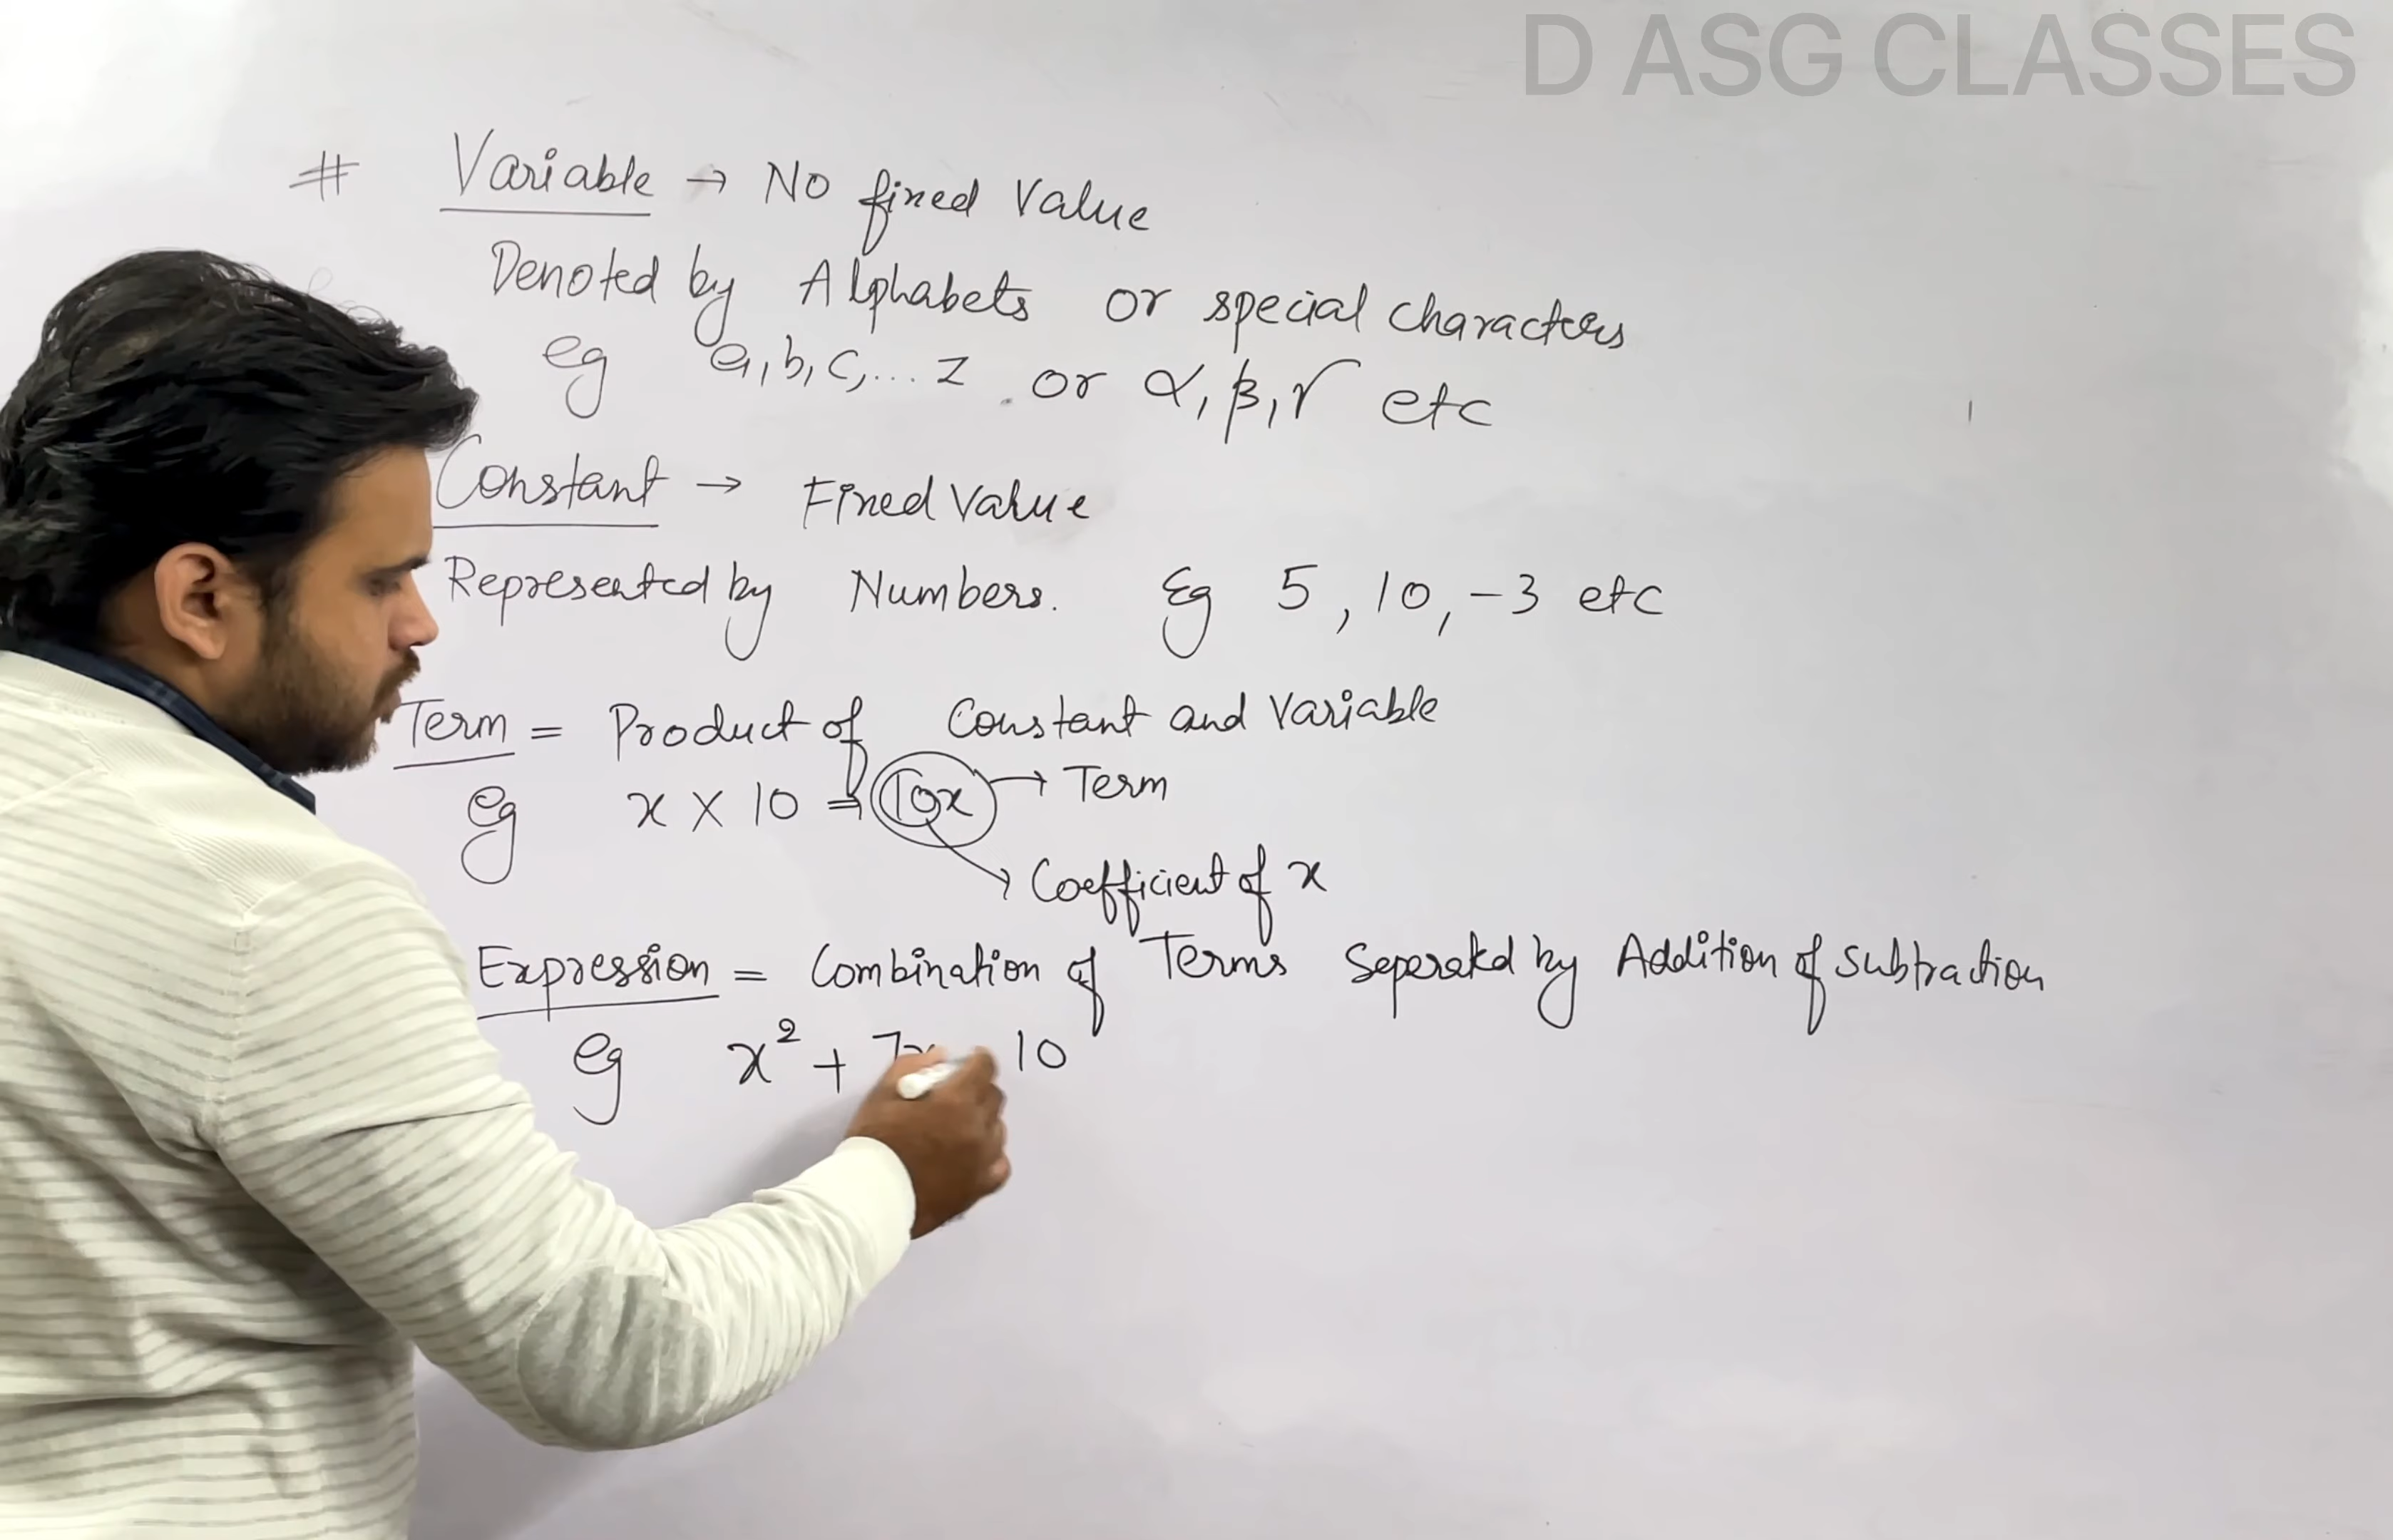 D ASG CLASSES
# Variable → No fixed Value
Denoted by Alphabets or special characters
eg a, b, c, ... z or α, β, γ etc
Constant → Fixed Value
Represented by Numbers. Eg 5, 10, -3 etc
Term = Product of Constant and Variable
eg x × 10 = 10x → Term
→ Coefficient of x
Expression = Combination of Terms Seperated by Addition of subtraction
eg x² + 7x 10